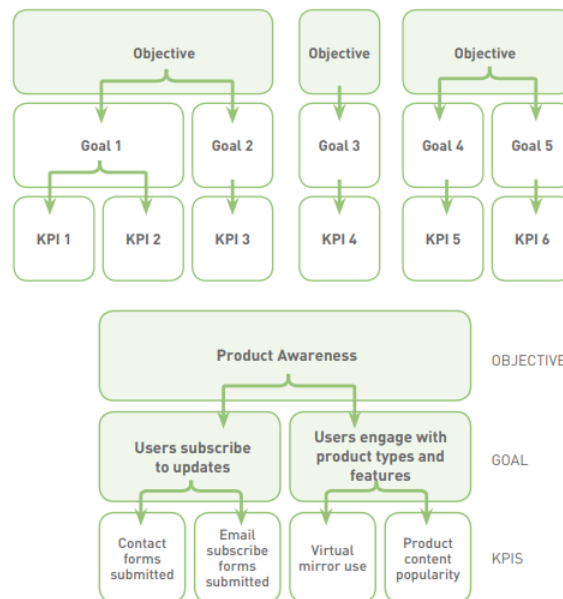 Objective
Objective
Objective
Goal 1
Goal 2
Goal 3
Goal 4
Goal 5
KPI 1
KPI 2
KPI 3
KPI 4
KPI 5
KPI 6
Product Awareness
OBJECTIVE
Users subscribe
to updates
Users engage with
product types and
features
GOAL
Contact
forms
submitted
Email
subscribe
forms
submitted
Virtual
mirror use
Product
content
popularity
KPIS